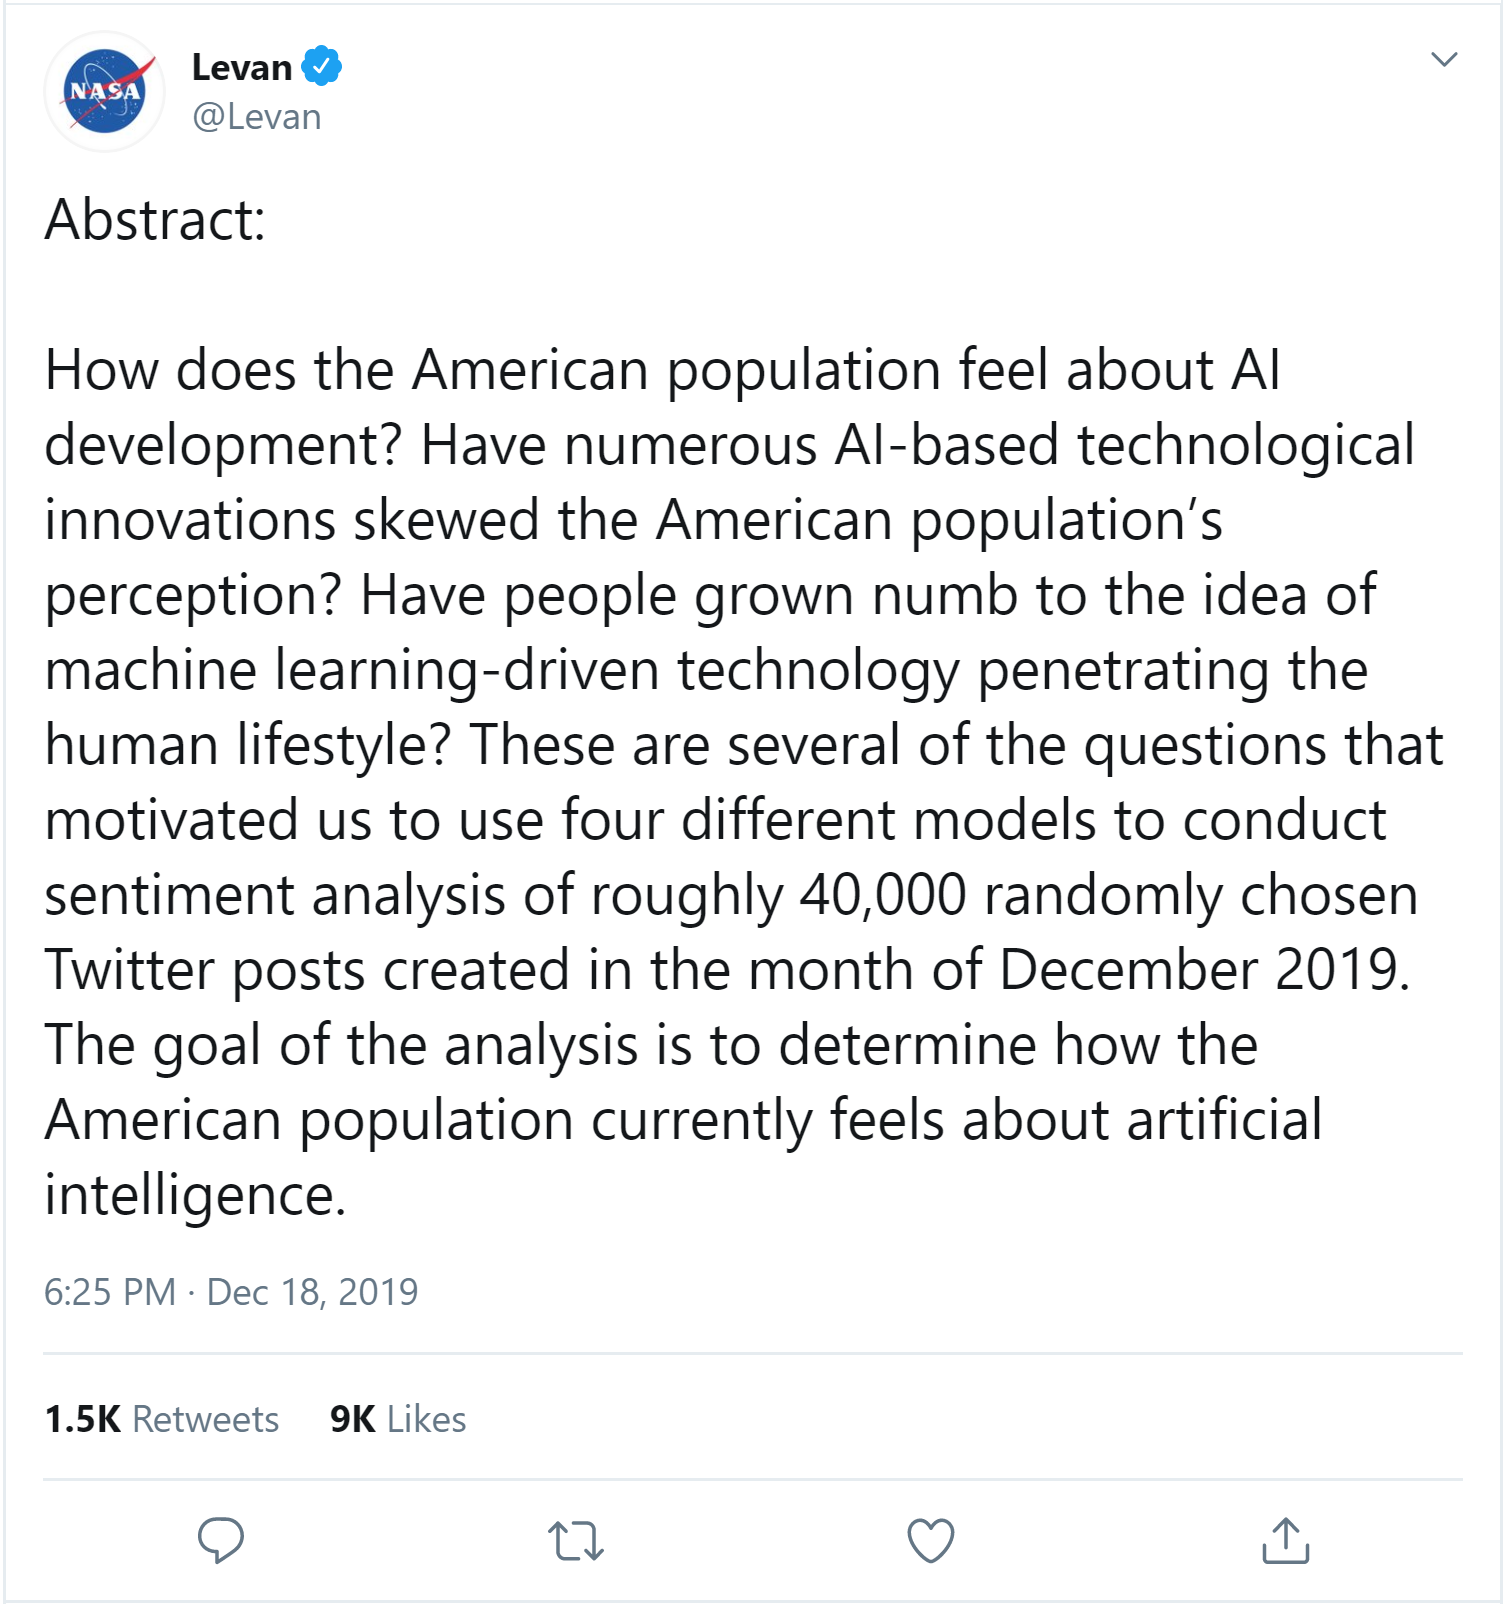 NASA
Levan
@Levan
Abstract:
How does the American population feel about AI
development? Have numerous AI-based technological
innovations skewed the American population’s
perception? Have people grown numb to the idea of
machine learning-driven technology penetrating the
human lifestyle? These are several of the questions that
motivated us to use four different models to conduct
sentiment analysis of roughly 40,000 randomly chosen
Twitter posts created in the month of December 2019.
The goal of the analysis is to determine how the
American population currently feels about artificial
intelligence.
6:25 PM · Dec 18, 2019
1.5K Retweets 9K Likes